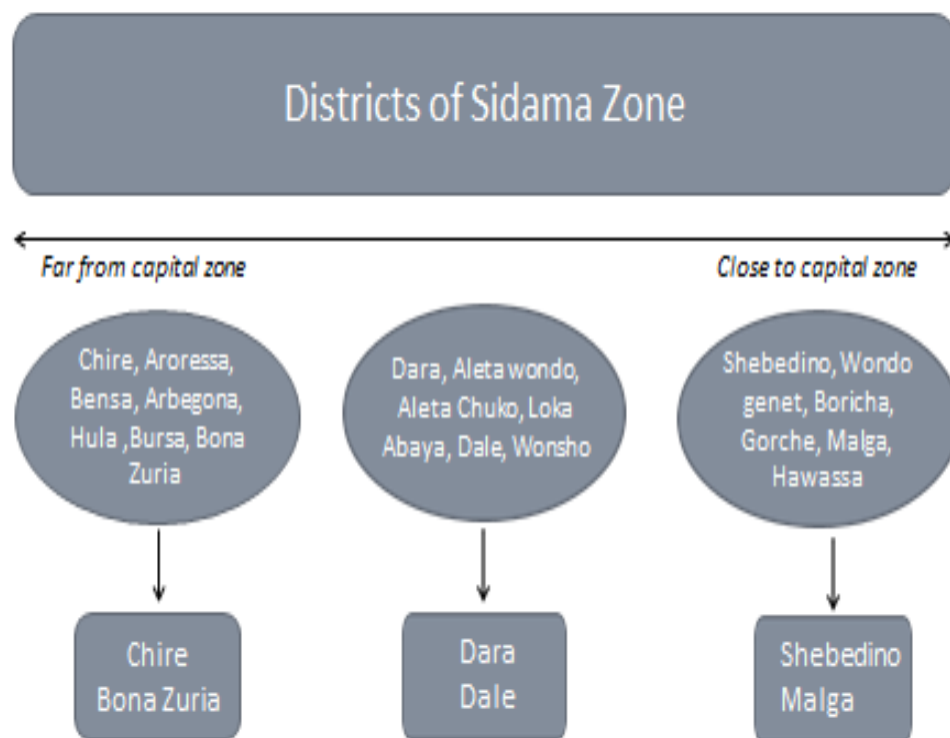 Districts of Sidama Zone
Far from capital zone
Close to capital zone
Chire, Aroressa,
Bensa, Arbegona,
Hula ,Bursa, Bona
Zuria
Dara, Aleta wondo,
Aleta Chuko, Loka
Abaya, Dale, Wonsho
Shebedino, Wondo
genet, Boricha,
Gorche, Malga,
Hawassa
Chire
Bona Zuria
Dara
Dale
Shebedino
Malga